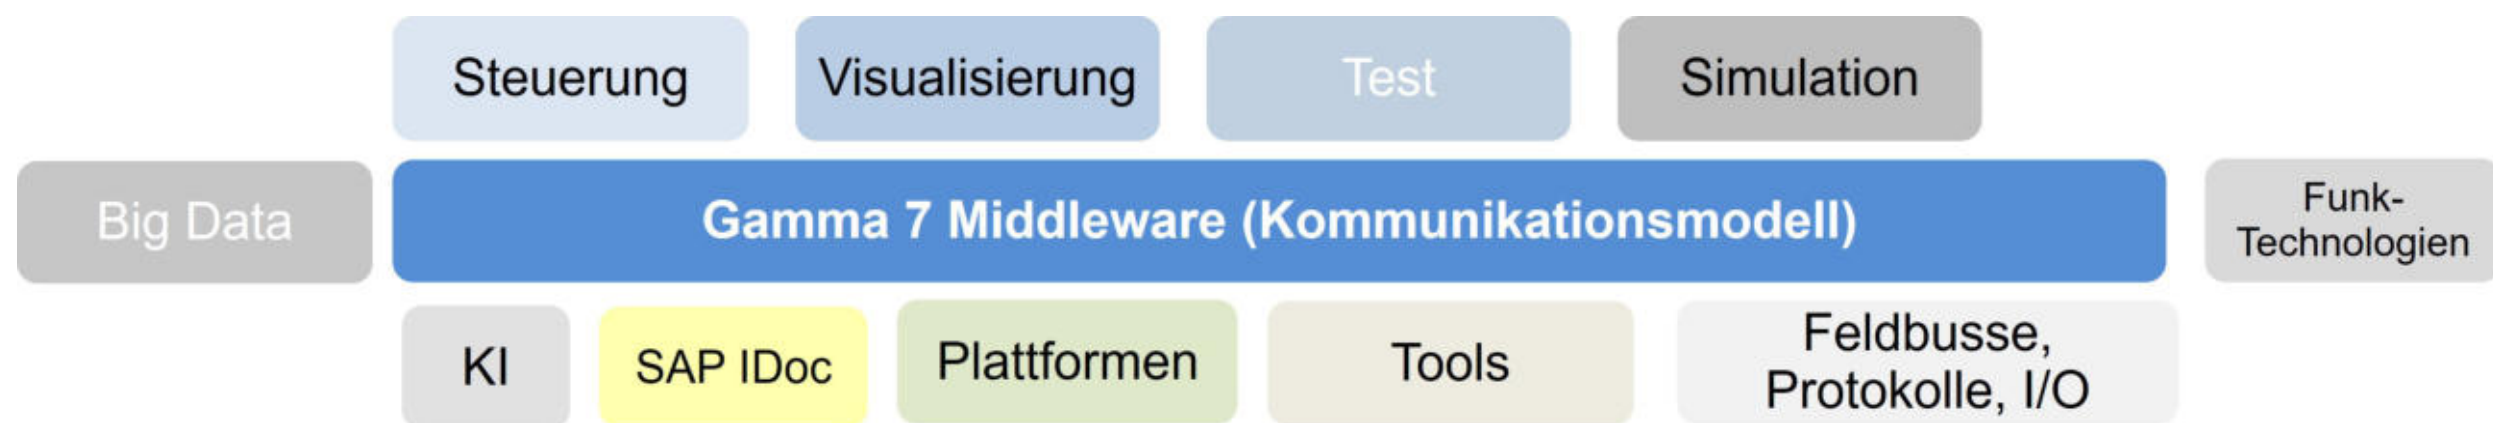 Steuerung
Visualisierung
Test
Simulation
Big Data
Gamma 7 Middleware (Kommunikationsmodell)
Funk-
Technologien
KI
SAP IDoc
Plattformen
Tools
Feldbusse,
Protokolle, I/O